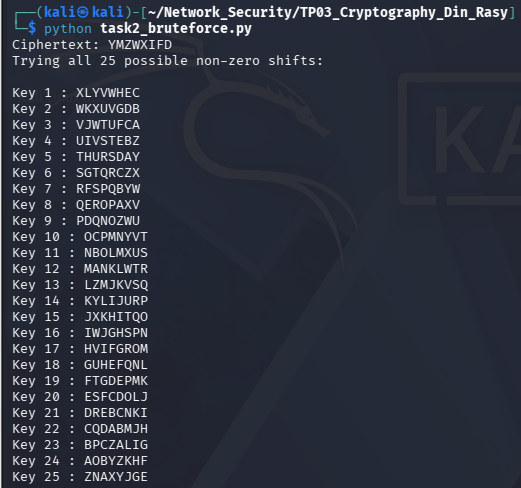 ┌──(kali㉿kali)-[~/Network_Security/TP03_Cryptography_Din_Rasy]
└─$ python task2_bruteforce.py
Ciphertext: YMZWXIFD
Trying all 25 possible non-zero shifts:

Key 1 : XLYVWHEC
Key 2 : WKXUVGDB
Key 3 : VJWTUFCA
Key 4 : UIVSTEBZ
Key 5 : THURSDAY
Key 6 : SGTQRCZX
Key 7 : RFSPQBYW
Key 8 : QEROPAXV
Key 9 : PDQNOZWU
Key 10 : OCPMNYVT
Key 11 : NBOLMXUS
Key 12 : MANKLWTR
Key 13 : LZMJKVSQ
Key 14 : KYLIJURP
Key 15 : JXKHITQO
Key 16 : IWJGHSPN
Key 17 : HVIFGROM
Key 18 : GUHEFQNL
Key 19 : FTGDEPMK
Key 20 : ESFCDOLJ
Key 21 : DREBCNKI
Key 22 : CQDABMJH
Key 23 : BPCZALIG
Key 24 : AOBYZKHF
Key 25 : ZNAXYJGE
KA